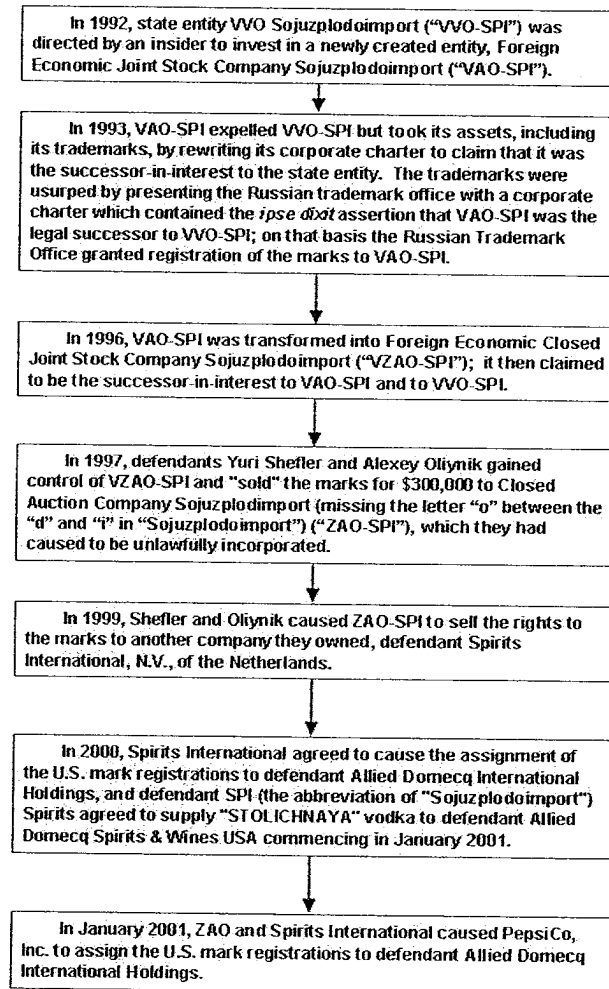 In 1992, state entity VVO Sojuzplodoimport ("VVO-SPI") was
directed by an insider to invest in a newly created entity, Foreign
Economic Joint Stock Company Sojuzplodoimport ("VAO-SPI").
In 1993, VAO-SPI expelled VVO-SPI but took its assets, including
its trademarks, by rewriting its corporate charter to claim that it was
the successor-in-interest to the state entity. The trademarks were
usurped by presenting the Russian trademark office with a corporate
charter which contained the ipse dixit assertion that VAO-SPI was the
legal successor to VVO-SPI; on that basis the Russian Trademark
Office granted registration of the marks to VAO-SPI.
In 1996, VAO-SPI was transformed into Foreign Economic Closed
Joint Stock Company Sojuzplodoimport ("VZAO-SPI"); it then claimed
to be the successor-in-interest to VAO-SPI and to VVO-SPI.
In 1997, defendants Yuri Shefler and Alexey Oliynik gained
control of VZAO-SPI and "sold" the marks for $300,000 to Closed
Auction Company Sojuzplodimport (missing the letter "o" between the
"d" and "i" in "Sojuzplodoimport") ("ZAO-SPI"), which they had
caused to be unlawfully incorporated.
In 1999, Shefler and Oliynik caused ZAO-SPI to sell the rights to
the marks to another company they owned, defendant Spirits
International, N.V., of the Netherlands.
In 2000, Spirits International agreed to cause the assignment of
the U.S. mark registrations to defendant Allied Domecq International
Holdings, and defendant SPI (the abbreviation of "Sojuzplodoimport")
Spirits agreed to supply "STOLICHNAYA" vodka to defendant Allied
Domecq Spirits & Wines USA commencing in January 2001.
In January 2001, ZAO and Spirits International caused PepsiCo,
Inc. to assign the U.S. mark registrations to defendant Allied Domecq
International Holdings.